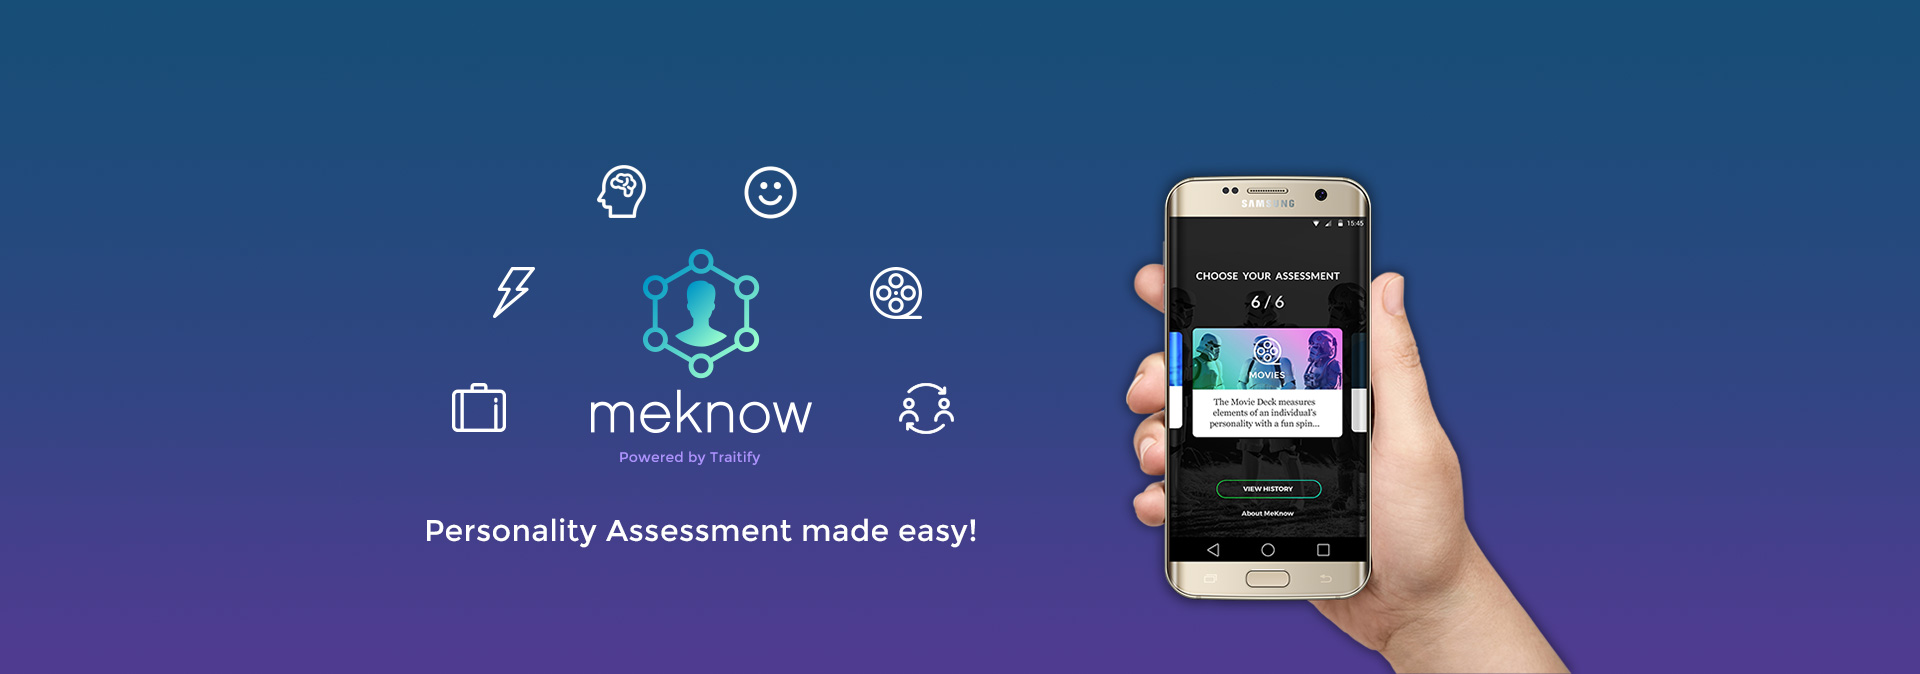 meknow
Powered by Traitify
Personality Assessment made easy!
SAMSUNG
15:45
CHOOSE YOUR ASSESSMENT
6 / 6
MOVIES
The Movie Deck measures
elements of an individual's
personality with a fun spin...
VIEW HISTORY
About MeKnow